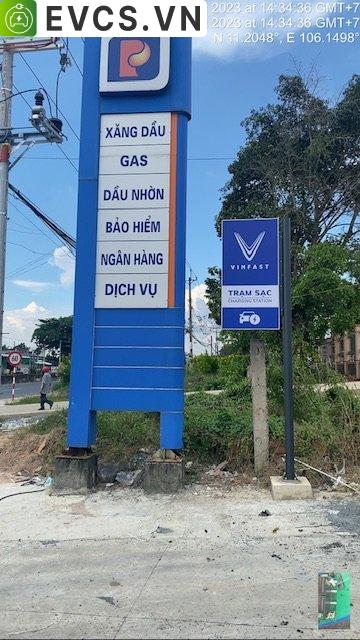 EVCS.VN
2023 at 14:34:36 GMT+7
2023 at 14:34:36 GMT+7
N 11.2048°, E 106.1498°
P
XĂNG DẦU
GAS
DẦU NHỜN
BẢO HIỂM
NGÂN HÀNG
DỊCH VỤ
VINFAST
TRẠM SẠC
CHARGING STATION
60